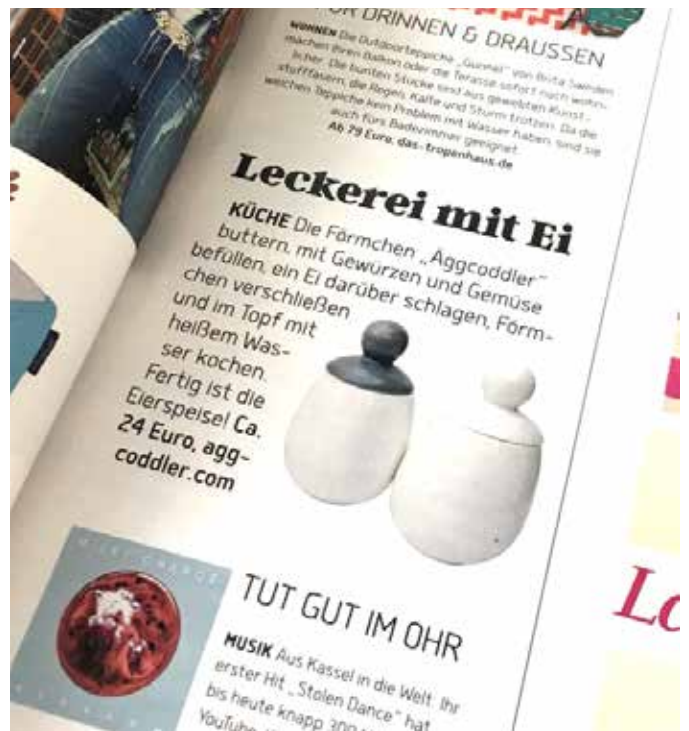 ÜR DRINNEN & DRAUSSEN
WOHNEN Die Outdoorteppiche „Gunnel“ von Brita Sweden
machen Ihren Balkon oder die Terasse sofort noch wohn-
licher. Die bunten Stücke sind aus gewebten Kunst-
stofffasern, die Regen, Kälte und Sturm trotzen. Da die
weichen Teppiche kein Problem mit Wasser haben, sind sie
auch fürs Badezimmer geeignet.
Ab 79 Euro, das-tropenhaus.de
Leckerei mit Ei
KÜCHE Die Förmchen „Äggcoddler“
buttern, mit Gewürzen und Gemüse
befüllen, ein Ei darüber schlagen, Förm-
chen verschließen
und im Topf mit
heißem Was-
ser kochen.
Fertig ist die
Eierspeise! Ca.
24 Euro, agg-
coddler.com
MILKY CHANCE
BLOSSOM
TUT GUT IM OHR
MUSIK Aus Kassel in die Welt: Ihr
erster Hit „Stolen Dance“ hat
bis heute knapp 300
YouTube
Lo